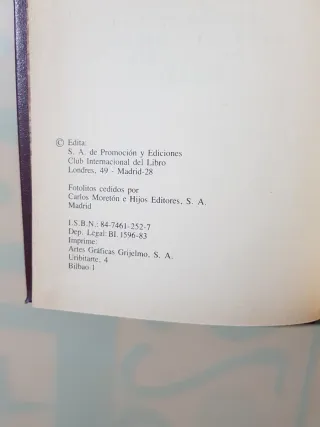 © Edita:
S. A. de Promoción y Ediciones
Club Internacional del Libro
Londres, 49 - Madrid-28
Fotolitos cedidos por
Carlos Moretón e Hijos Editores, S. A.
Madrid
I.S.B.N.: 84-7461-252-7
Dep. Légal: BI. 1596-83
Imprime:
Artes Gráficas Grijelmo, S. A.
Uribitarte, 4
Bilbao-1